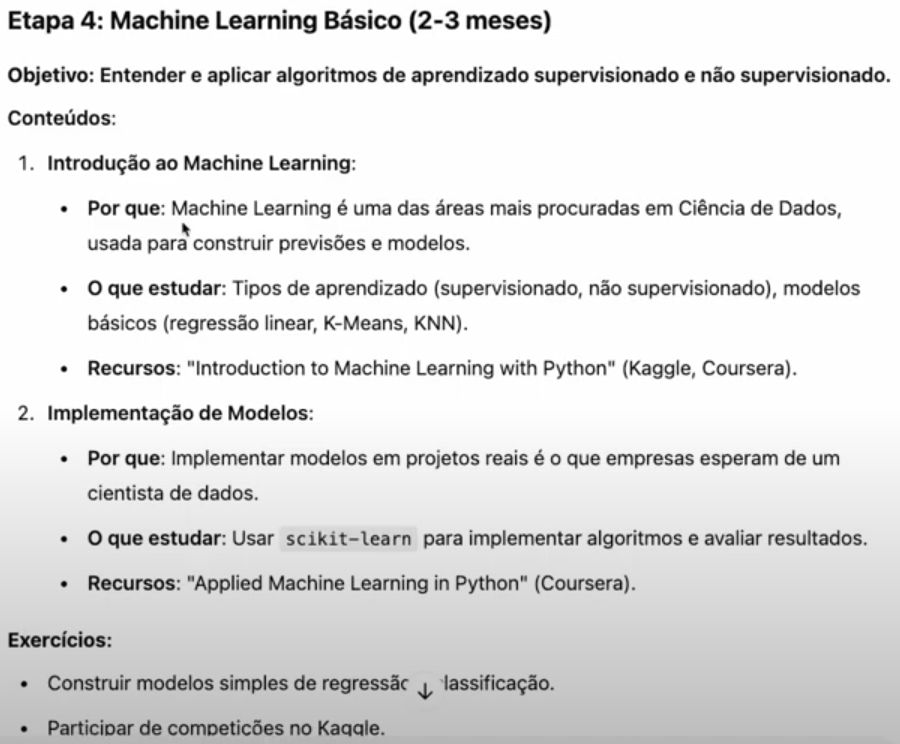 Etapa 4: Machine Learning Básico (2-3 meses)
Objetivo: Entender e aplicar algoritmos de aprendizado supervisionado e não supervisionado.
Conteúdos:
1. Introdução ao Machine Learning:
• Por que: Machine Learning é uma das áreas mais procuradas em Ciência de Dados,
usada para construir previsões e modelos.
• O que estudar: Tipos de aprendizado (supervisionado, não supervisionado), modelos
básicos (regressão linear, K-Means, KNN).
• Recursos: "Introduction to Machine Learning with Python" (Kaggle, Coursera).
2. Implementação de Modelos:
• Por que: Implementar modelos em projetos reais é o que empresas esperam de um
cientista de dados.
• O que estudar: Usar scikit-learn para implementar algoritmos e avaliar resultados.
• Recursos: "Applied Machine Learning in Python" (Coursera).
Exercícios:
• Construir modelos simples de regressão lassificação.
• Participar de competições no Kaggle.